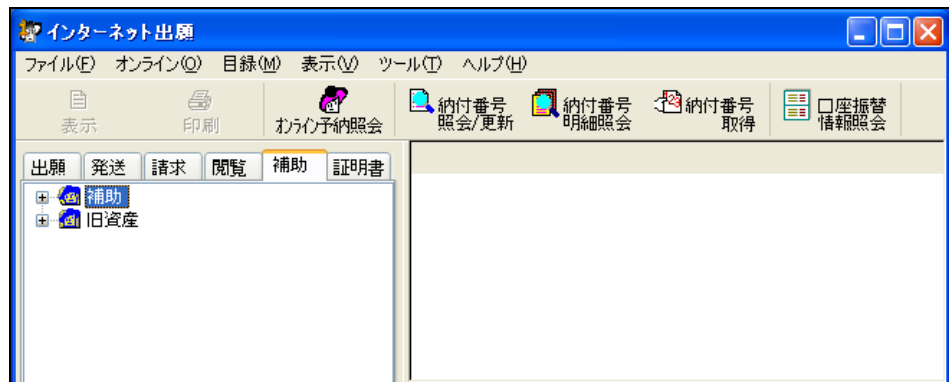 インターネット出願
ファイル(F) オンライン(O) 目録(M) 表示(V) ツール(T) ヘルプ(H)
表示
印刷
オンライン予納照会
納付番号
照会/更新
納付番号
明細照会
納付番号
取得
口座振替
情報照会
出願 発送 請求 閲覧 補助 証明書
補助
旧資産